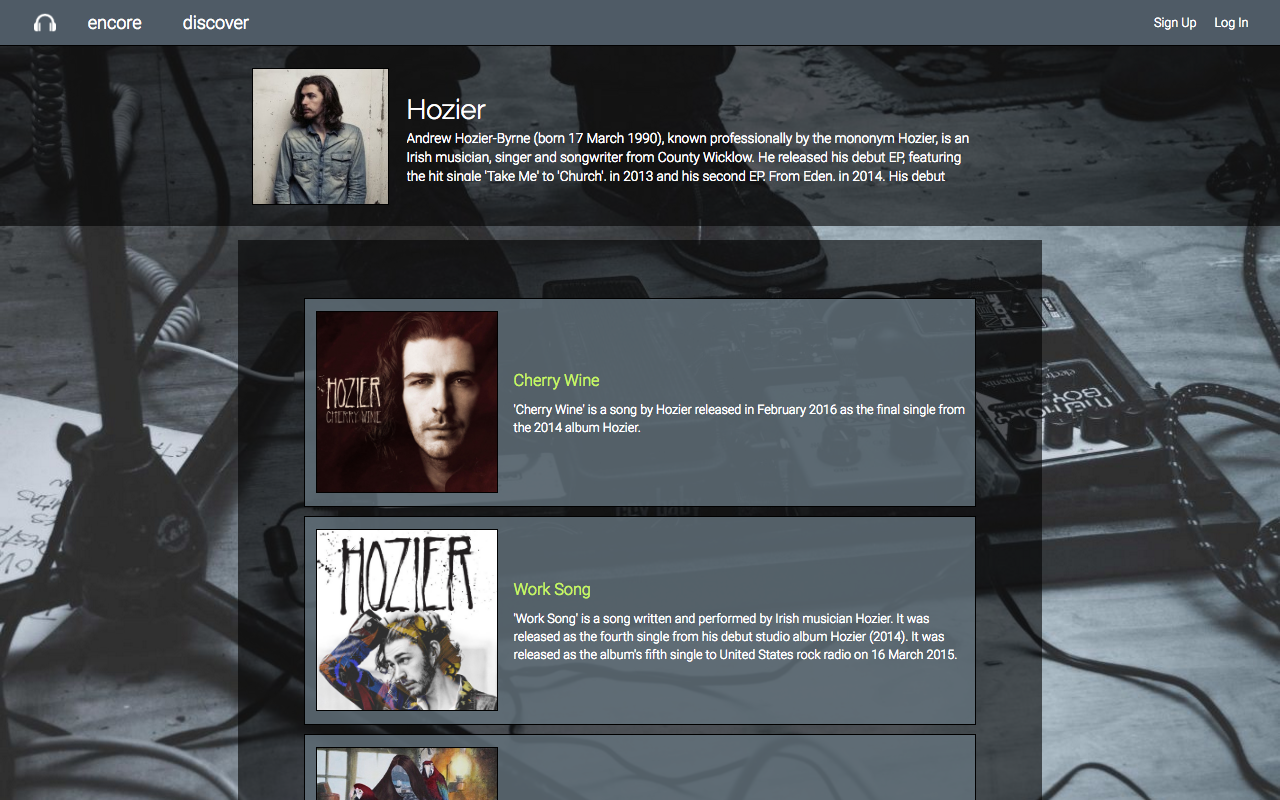 encore discover Sign Up Log In
Hozier
Andrew Hozier-Byrne (born 17 March 1990), known professionally by the mononym Hozier, is an
Irish musician, singer and songwriter from County Wicklow. He released his debut EP, featuring
the hit single 'Take Me' to 'Church', in 2013 and his second EP, From Eden, in 2014. His debut
HOZIER
CHERRY WINE
Cherry Wine
'Cherry Wine' is a song by Hozier released in February 2016 as the final single from
the 2014 album Hozier.
HOZIER
Work Song
'Work Song' is a song written and performed by Irish musician Hozier. It was
released as the fourth single from his debut studio album Hozier (2014). It was
released as the album's fifth single to United States rock radio on 16 March 2015.